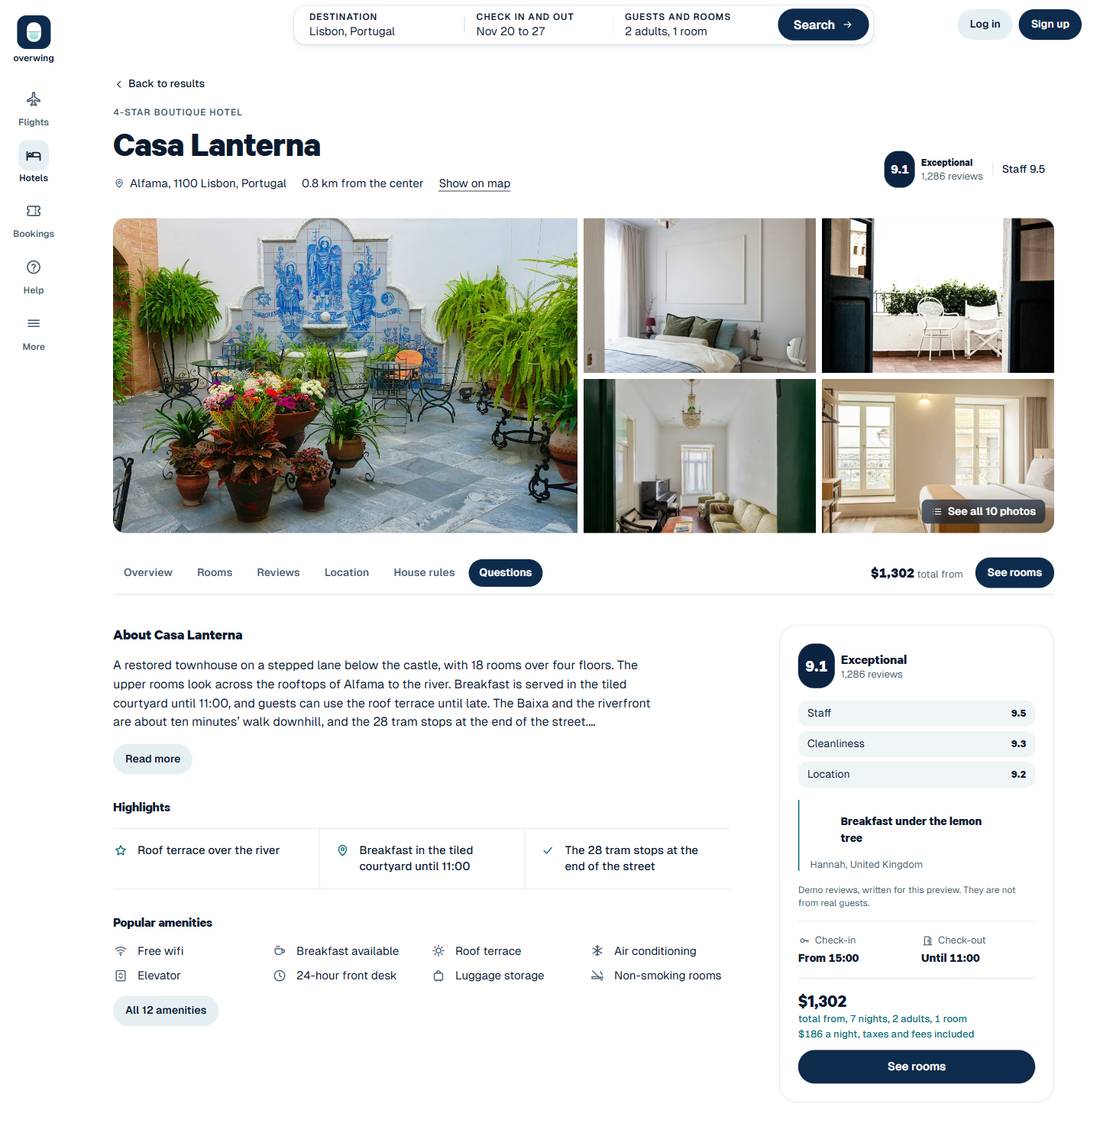 overwing
Flights
Hotels
Bookings
Help
More
DESTINATION
Lisbon, Portugal
CHECK IN AND OUT
Nov 20 to 27
GUESTS AND ROOMS
2 adults, 1 room
Search
Log in
Sign up
Back to results
4-STAR BOUTIQUE HOTEL
Casa Lanterna
Alfama, 1100 Lisbon, Portugal
0.8 km from the center
Show on map
9.1
Exceptional
1,286 reviews
Staff 9.5
See all 10 photos
Overview
Rooms
Reviews
Location
House rules
Questions
$1,302 total from
See rooms
About Casa Lanterna
A restored townhouse on a stepped lane below the castle, with 18 rooms over four floors. The
upper rooms look across the rooftops of Alfama to the river. Breakfast is served in the tiled
courtyard until 11:00, and guests can use the roof terrace until late. The Baixa and the riverfront
are about ten minutes’ walk downhill, and the 28 tram stops at the end of the street.…
Read more
Highlights
Roof terrace over the river
Breakfast in the tiled
courtyard until 11:00
The 28 tram stops at the
end of the street
Popular amenities
Free wifi
Breakfast available
Roof terrace
Air conditioning
Elevator
24-hour front desk
Luggage storage
Non-smoking rooms
All 12 amenities
9.1
Exceptional
1,286 reviews
Staff 9.5
Cleanliness 9.3
Location 9.2
Breakfast under the lemon
tree
Hannah, United Kingdom
Demo reviews, written for this preview. They are not
from real guests.
Check-in
From 15:00
Check-out
Until 11:00
$1,302
total from, 7 nights, 2 adults, 1 room
$186 a night, taxes and fees included
See rooms